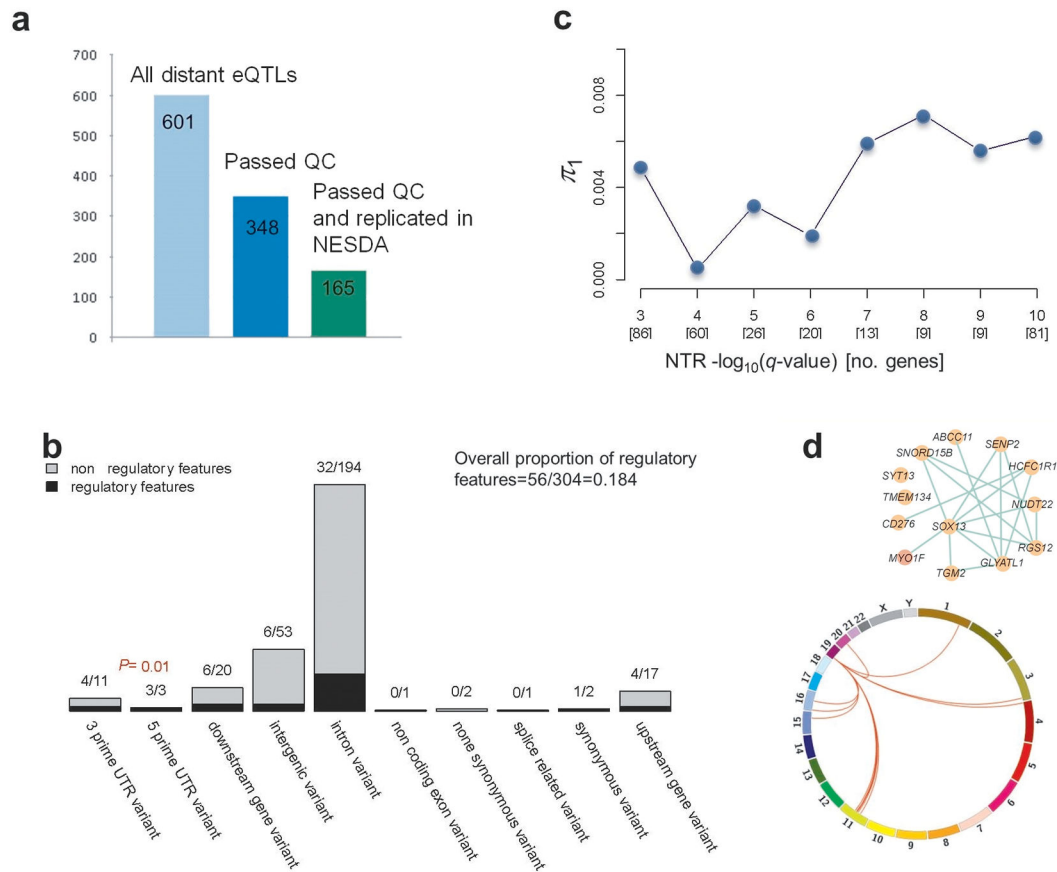 a
700
600
500
400
300
200
100
0
All distant eQTLs
601
Passed QC
348
Passed QC
and replicated in
NESDA
165
c
0.008
0.004
0.000
π1
3 4 5 6 7 8 9 10
[86] [60] [26] [20] [13] [9] [9] [81]
NTR -log10(q-value) [no. genes]
b
non regulatory features
regulatory features
Overall proportion of regulatory
features=56/304=0.184
P= 0.01
4/11
3/3
6/20
6/53
32/194
0/1
0/2
0/1
1/2
4/17
3 prime UTR variant
5 prime UTR variant
downstream gene variant
intergenic variant
intron variant
non coding exon variant
none synonymous variant
splice related variant
synonymous variant
upstream gene variant
d
ABCC11
SENP2
SNORD15B
HCFC1R1
SYT13
TMEM134
NUDT22
CD276
SOX13
RGS12
MYO1F
GLYATL1
TGM2
1
2
3
4
5
6
7
8
9
10
11
12
13
14
15
16
17
18
19
20
21
22
X
Y